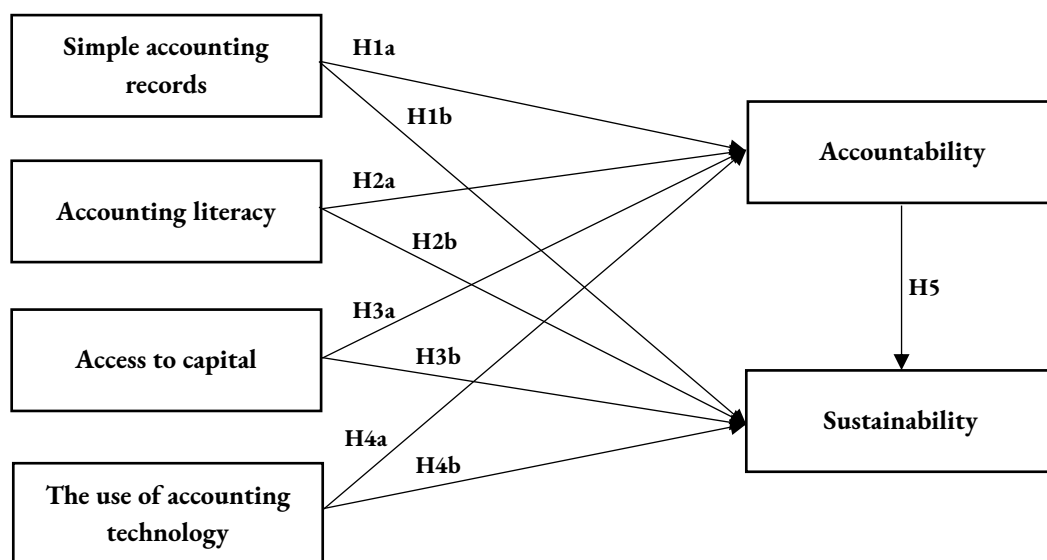 Simple accounting
records
H1a
H1b
Accountability
Accounting literacy
H2a
H2b
H5
Access to capital
H3a
H3b
Sustainability
The use of accounting
technology
H4a
H4b